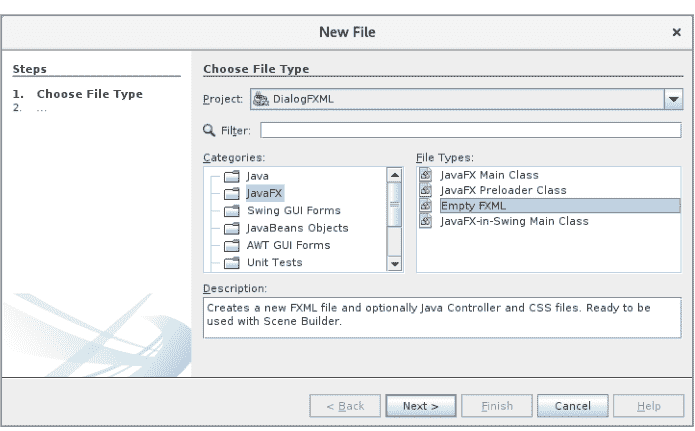 New File
×
Steps
1. Choose File Type
2. ...
Choose File Type
Project: DialogFXML
Filter:
Categories:
Java
JavaFX
Swing GUI Forms
JavaBeans Objects
AWT GUI Forms
Unit Tests
File Types:
JavaFX Main Class
JavaFX Preloader Class
Empty FXML
JavaFX-in-Swing Main Class
Description:
Creates a new FXML file and optionally Java Controller and CSS files. Ready to be
used with Scene Builder.
< Back Next > Finish Cancel Help